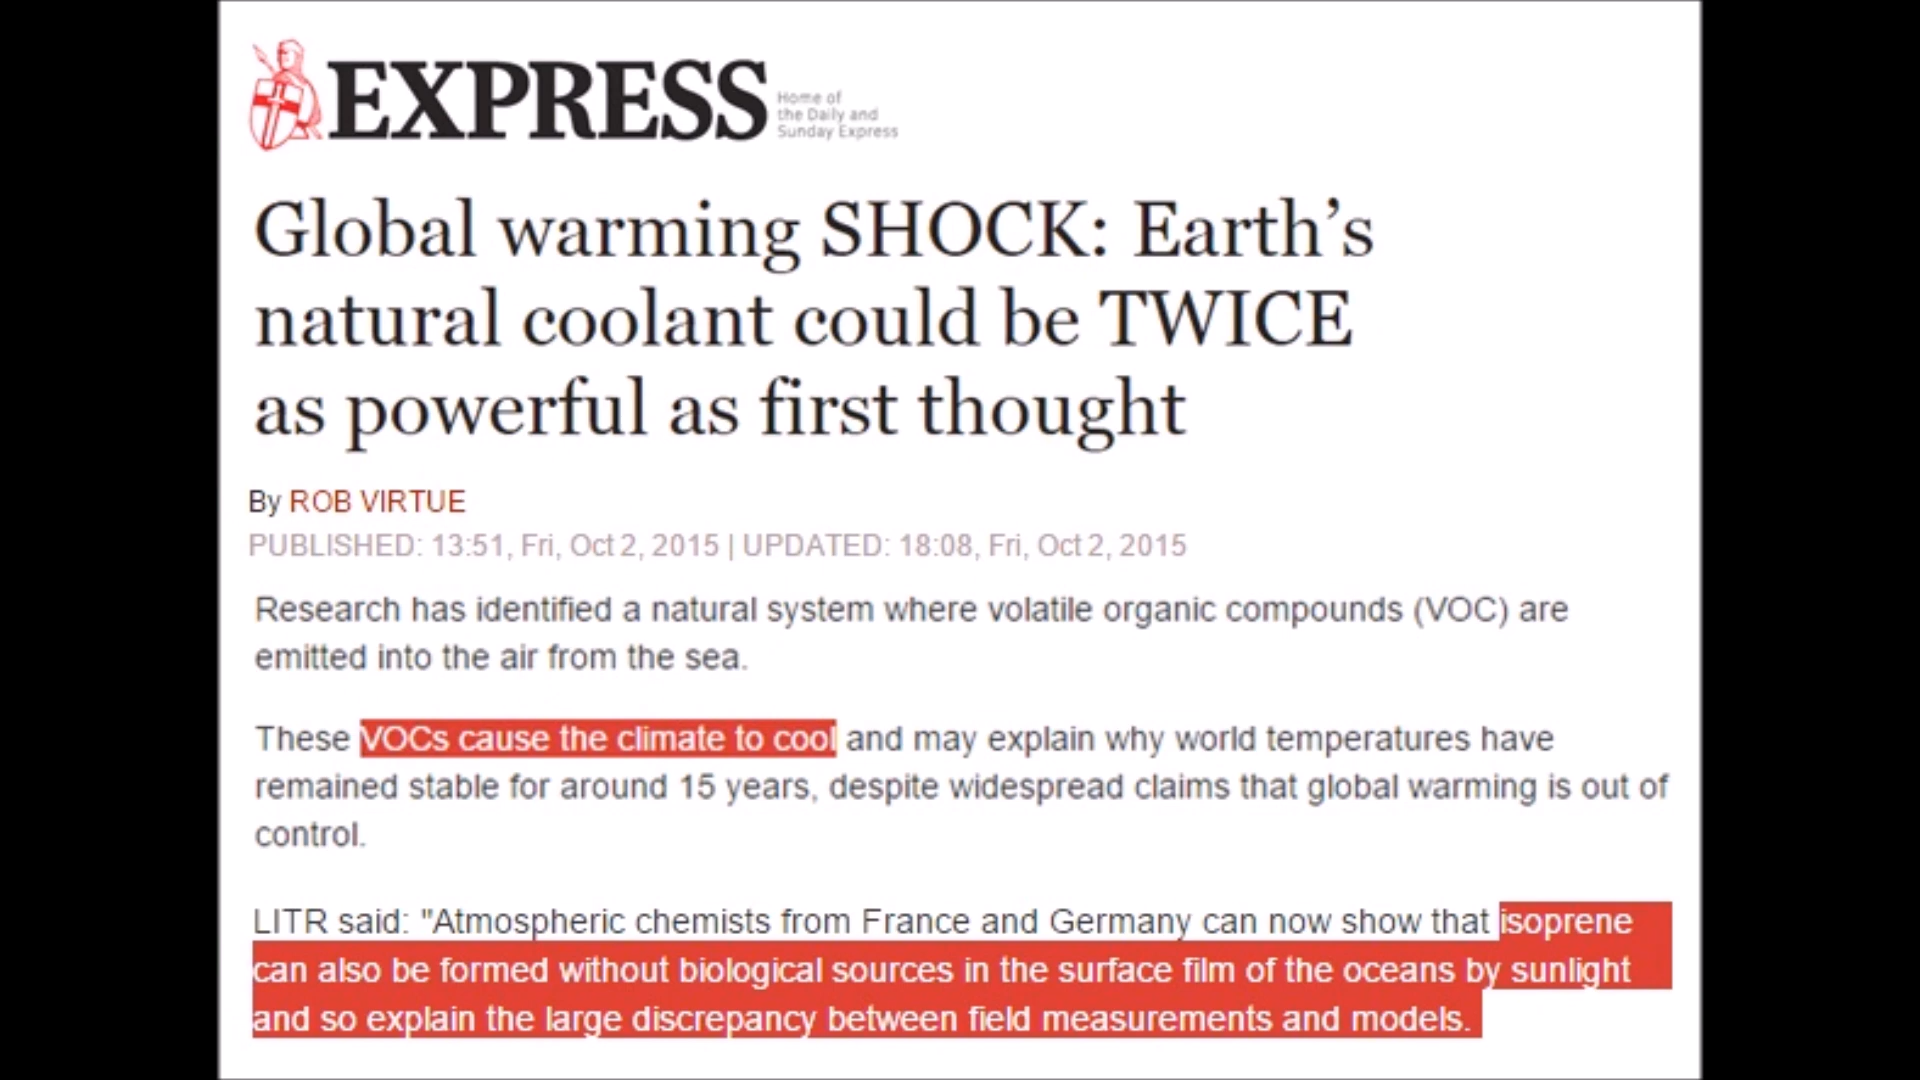 EXPRESS
Home of
the Daily and
Sunday Express
Global warming SHOCK: Earth’s
natural coolant could be TWICE
as powerful as first thought
By ROB VIRTUE
PUBLISHED: 13:51, Fri, Oct 2, 2015 | UPDATED: 18:08, Fri, Oct 2, 2015
Research has identified a natural system where volatile organic compounds (VOC) are
emitted into the air from the sea.
These VOCs cause the climate to cool and may explain why world temperatures have
remained stable for around 15 years, despite widespread claims that global warming is out of
control.
LITR said: "Atmospheric chemists from France and Germany can now show that isoprene
can also be formed without biological sources in the surface film of the oceans by sunlight
and so explain the large discrepancy between field measurements and models.